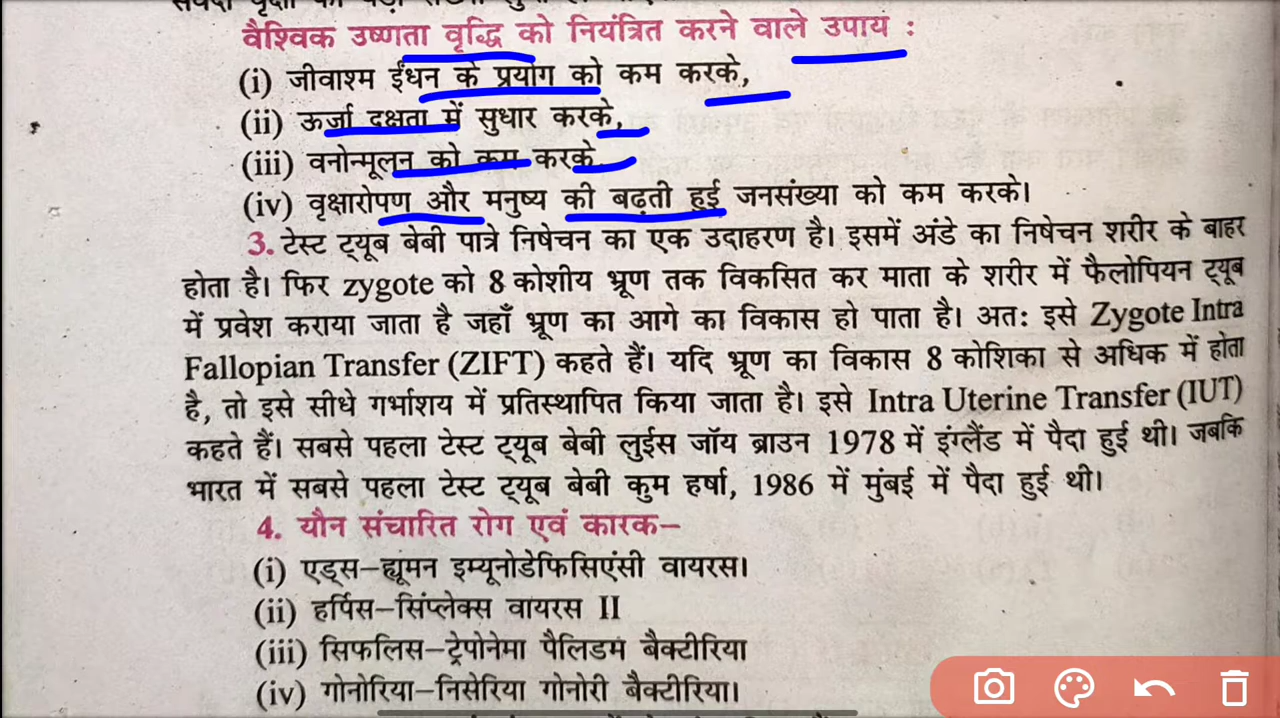 वैश्विक उष्णता वृद्धि को नियंत्रित करने वाले उपाय :
(i) जीवाश्म ईंधन के प्रयोग को कम करके,
(ii) ऊर्जा दक्षता में सुधार करके,
(iii) वनोन्मूलन को कम करके
(iv) वृक्षारोपण और मनुष्य की बढ़ती हुई जनसंख्या को कम करके।
3. टेस्ट ट्यूब बेबी पात्रे निषेचन का एक उदाहरण है। इसमें अंडे का निषेचन शरीर के बाहर
होता है। फिर zygote को 8 कोशीय भ्रूण तक विकसित कर माता के शरीर में फैलोपियन ट्यूब
में प्रवेश कराया जाता है जहाँ भ्रूण का आगे का विकास हो पाता है। अतः इसे Zygote Intra
Fallopian Transfer (ZIFT) कहते हैं। यदि भ्रूण का विकास 8 कोशिका से अधिक में होता
है, तो इसे सीधे गर्भाशय में प्रतिस्थापित किया जाता है। इसे Intra Uterine Transfer (IUT)
कहते हैं। सबसे पहला टेस्ट ट्यूब बेबी लुईस जॉय ब्राउन 1978 में इंग्लैंड में पैदा हुई थी। जबकि
भारत में सबसे पहला टेस्ट ट्यूब बेबी कुम हर्षा, 1986 में मुंबई में पैदा हुई थी।
4. यौन संचारित रोग एवं कारक–
(i) एड्स–ह्यूमन इम्यूनोडेफिसिएंसी वायरस।
(ii) हर्पिस–सिंप्लेक्स वायरस II
(iii) सिफलिस–ट्रेपोनेमा पैलिडम बैक्टीरिया
(iv) गोनोरिया–निसेरिया गोनोरी बैक्टीरिया।